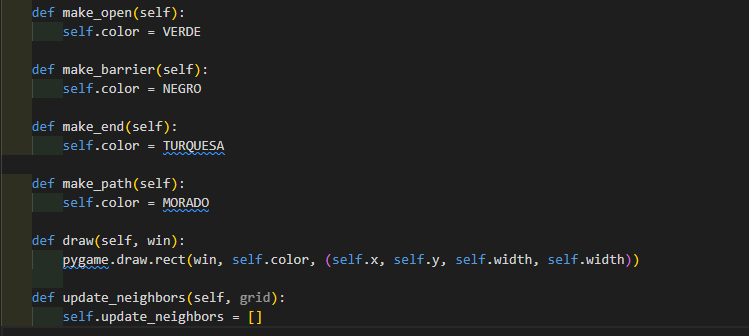 def make_open(self):
self.color = VERDE
def make_barrier(self):
self.color = NEGRO
def make_end(self):
self.color = TURQUESA
def make_path(self):
self.color = MORADO
def draw(self, win):
pygame.draw.rect(win, self.color, (self.x, self.y, self.width, self.width))
def update_neighbors(self, grid):
self.update_neighbors = []